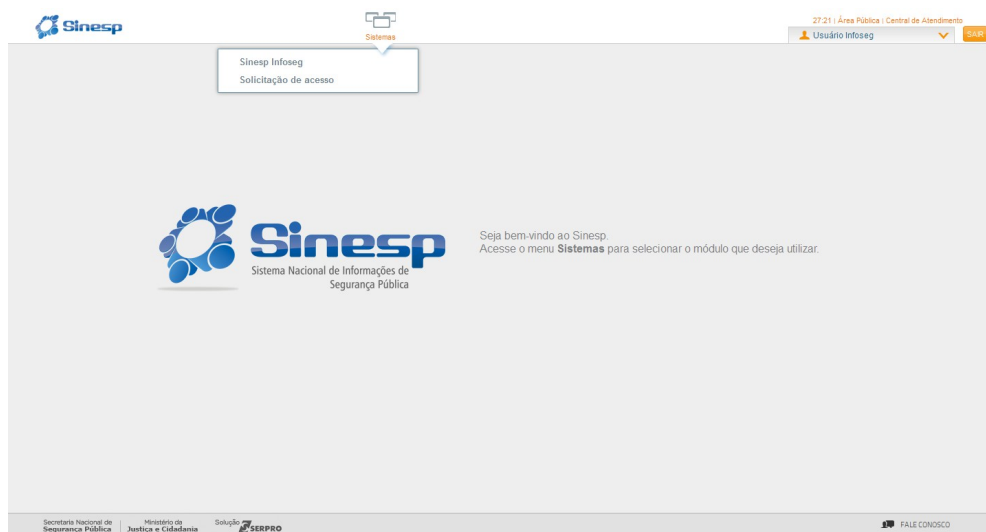 Sinesp
Sistemas
27:21 | Área Pública | Central de Atendimento
Usuário Infoseg
SAIR
Sinesp Infoseg
Solicitação de acesso
Sinesp
Sistema Nacional de Informações de
Segurança Pública
Seja bem-vindo ao Sinesp.
Acesse o menu Sistemas para selecionar o módulo que deseja utilizar.
Secretaria Nacional de
Segurança Pública
Ministério da
Justiça e Cidadania
Solução
SERPRO
FALE CONOSCO